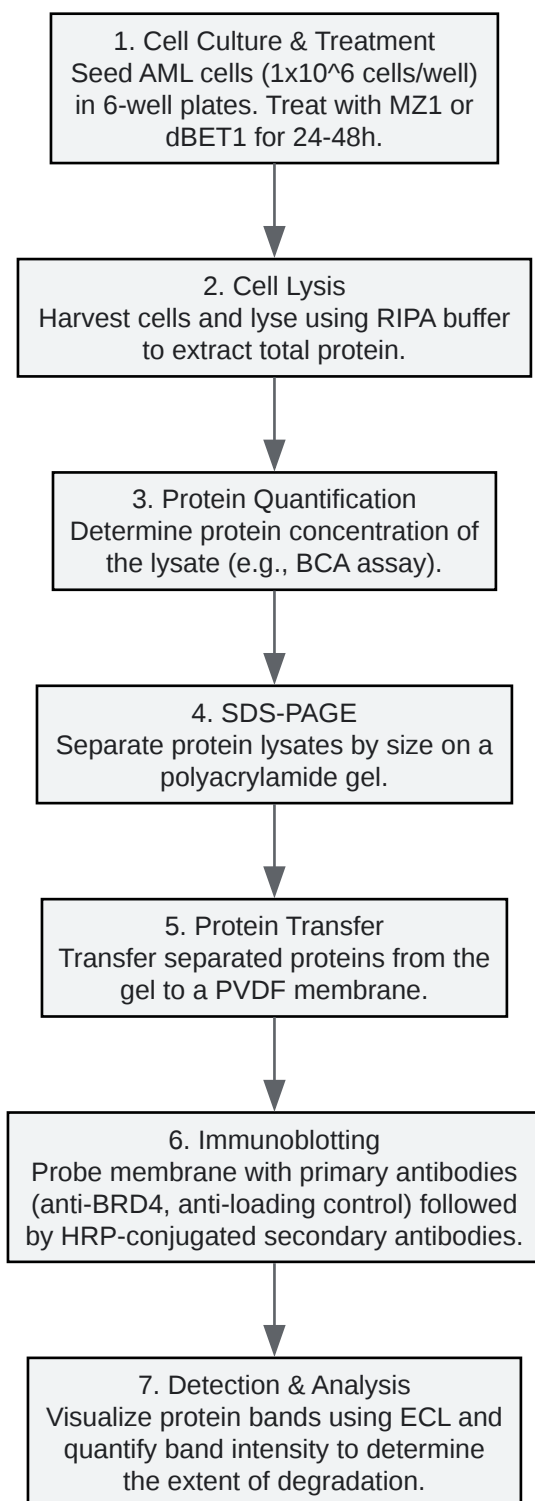 1. Cell Culture & Treatment
Seed AML cells (1x10^6 cells/well)
in 6-well plates. Treat with MZ1 or
dBET1 for 24-48h.
2. Cell Lysis
Harvest cells and lyse using RIPA buffer
to extract total protein.
3. Protein Quantification
Determine protein concentration of
the lysate (e.g., BCA assay).
4. SDS-PAGE
Separate protein lysates by size on a
polyacrylamide gel.
5. Protein Transfer
Transfer separated proteins from the
gel to a PVDF membrane.
6. Immunoblotting
Probe membrane with primary antibodies
(anti-BRD4, anti-loading control) followed
by HRP-conjugated secondary antibodies.
7. Detection & Analysis
Visualize protein bands using ECL and
quantify band intensity to determine
the extent of degradation.